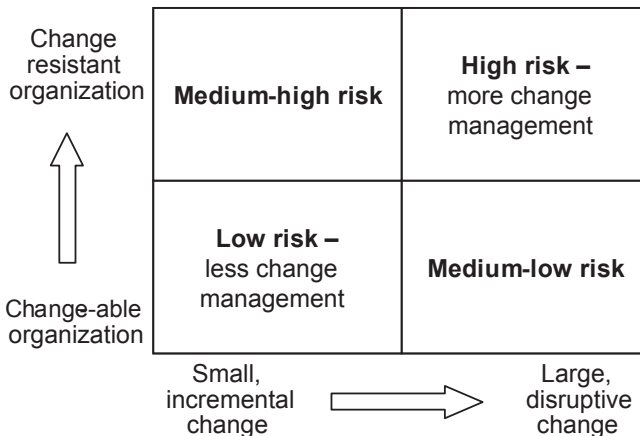 Change
resistant
organization
Medium-high risk
High risk –
more change
management
Low risk –
less change
management
Medium-low risk
Change-able
organization
Small,
incremental
change
Large,
disruptive
change